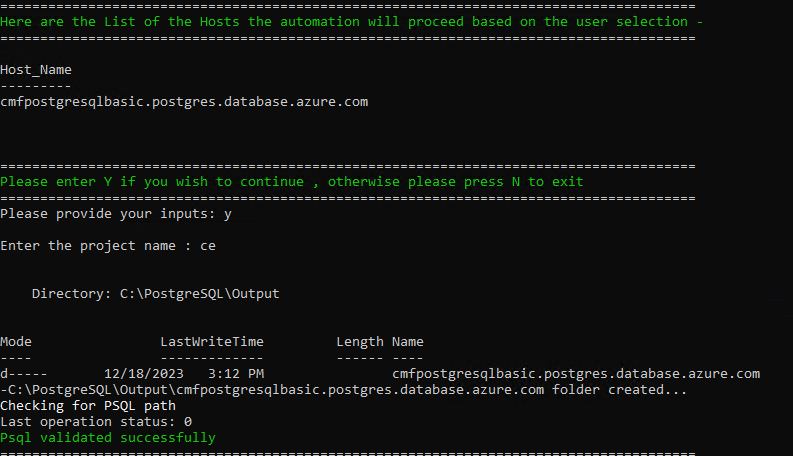 =======================================================================================
Here are the List of the Hosts the automation will proceed based on the user selection -
=======================================================================================
Host_Name
---------
cmfpostgresqlbasic.postgres.database.azure.com
=======================================================================================
Please enter Y if you wish to continue , otherwise please press N to exit
=======================================================================================
Please provide your inputs: y
Enter the project name : ce
    Directory: C:\PostgreSQL\Output
Mode                LastWriteTime         Length Name
----                -------------         ------ ----
d-----       12/18/2023   3:12 PM                cmfpostgresqlbasic.postgres.database.azure.com
-C:\PostgreSQL\Output\cmfpostgresqlbasic.postgres.database.azure.com folder created...
Checking for PSQL path
Last operation status: 0
Psql validated successfully
=======================================================================================